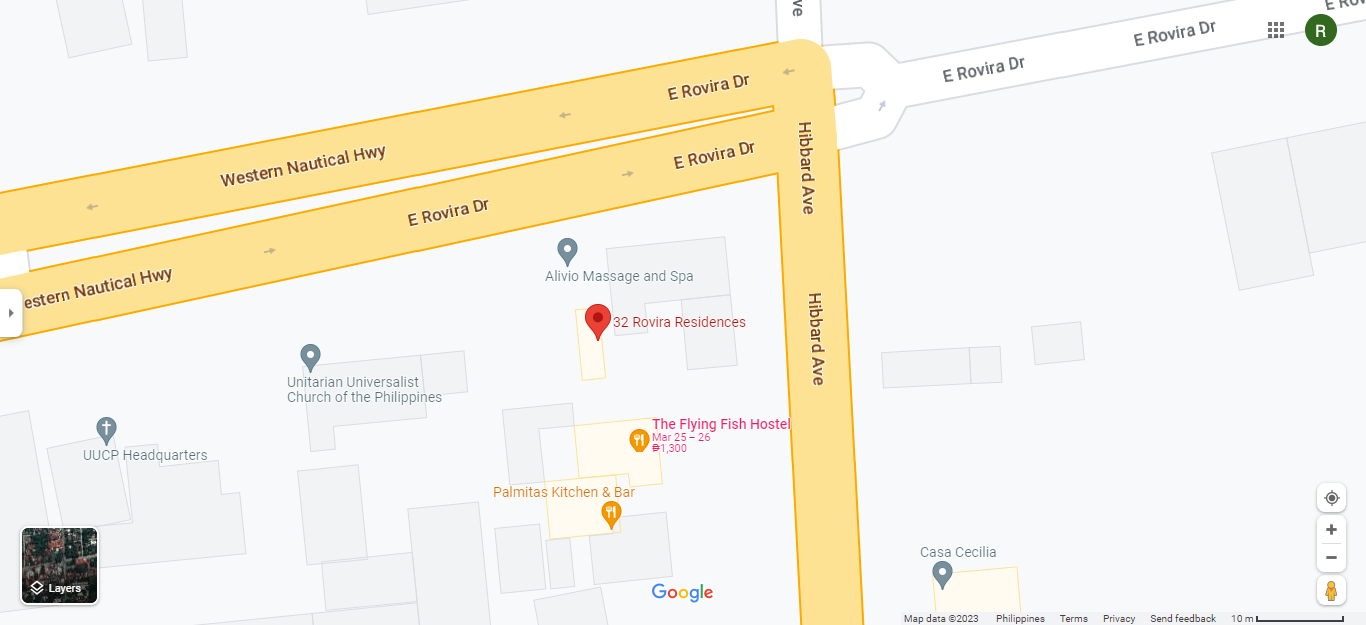 ve
E Rovira Dr
E Rovira Dr
E Ro
R
E Rovira Dr
Western Nautical Hwy
E Rovira Dr
Hibbard Ave
E Rovira Dr
estern Nautical Hwy
Alivio Massage and Spa
32 Rovira Residences
Hibbard Ave
Unitarian Universalist
Church of the Philippines
The Flying Fish Hostel
Mar 25 – 26
₱1,300
UUCP Headquarters
Palmitas Kitchen & Bar
Casa Cecilia
Layers
Google
Map data ©2023 Philippines Terms Privacy Send feedback 10 m